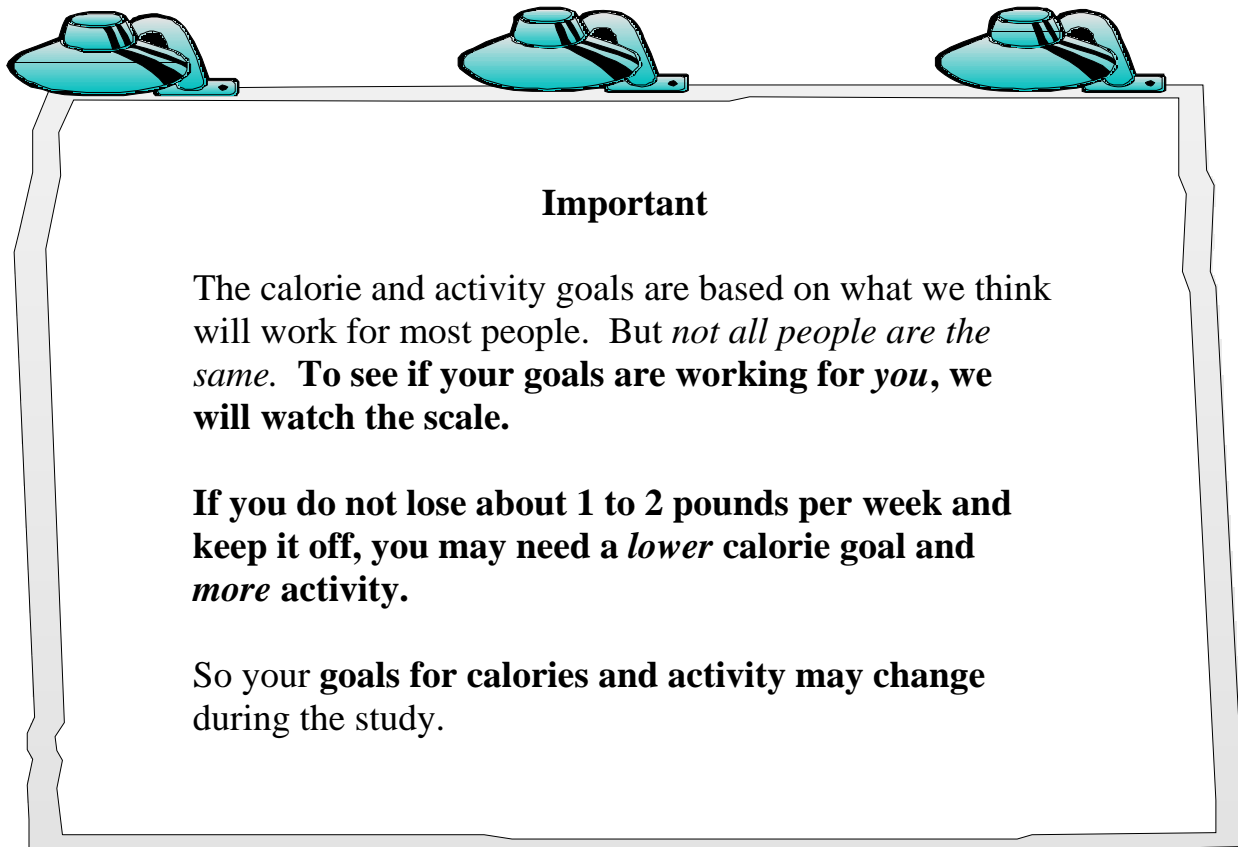 Important
The calorie and activity goals are based on what we think
will work for most people.  But not all people are the
same.  To see if your goals are working for you, we
will watch the scale.
If you do not lose about 1 to 2 pounds per week and
keep it off, you may need a lower calorie goal and
more activity.
So your goals for calories and activity may change
during the study.